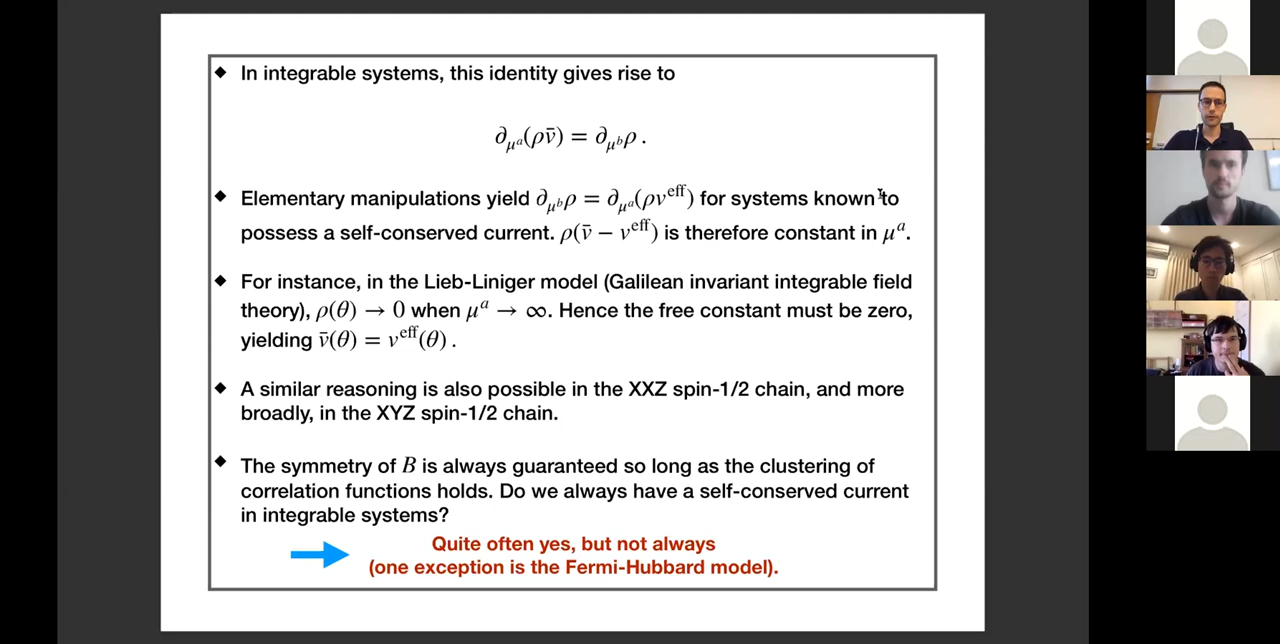 ◆ In integrable systems, this identity gives rise to
∂_{μ^a}(ρv̄) = ∂_{μ^b}ρ .
◆ Elementary manipulations yield ∂_{μ^b}ρ = ∂_{μ^a}(ρv^{eff}) for systems known to
possess a self-conserved current. ρ(v̄ − v^{eff}) is therefore constant in μ^a.
◆ For instance, in the Lieb-Liniger model (Galilean invariant integrable field
theory), ρ(θ) → 0 when μ^a → ∞. Hence the free constant must be zero,
yielding v̄(θ) = v^{eff}(θ) .
◆ A similar reasoning is also possible in the XXZ spin-1/2 chain, and more
broadly, in the XYZ spin-1/2 chain.
◆ The symmetry of B is always guaranteed so long as the clustering of
correlation functions holds. Do we always have a self-conserved current
in integrable systems?
Quite often yes, but not always
(one exception is the Fermi-Hubbard model).